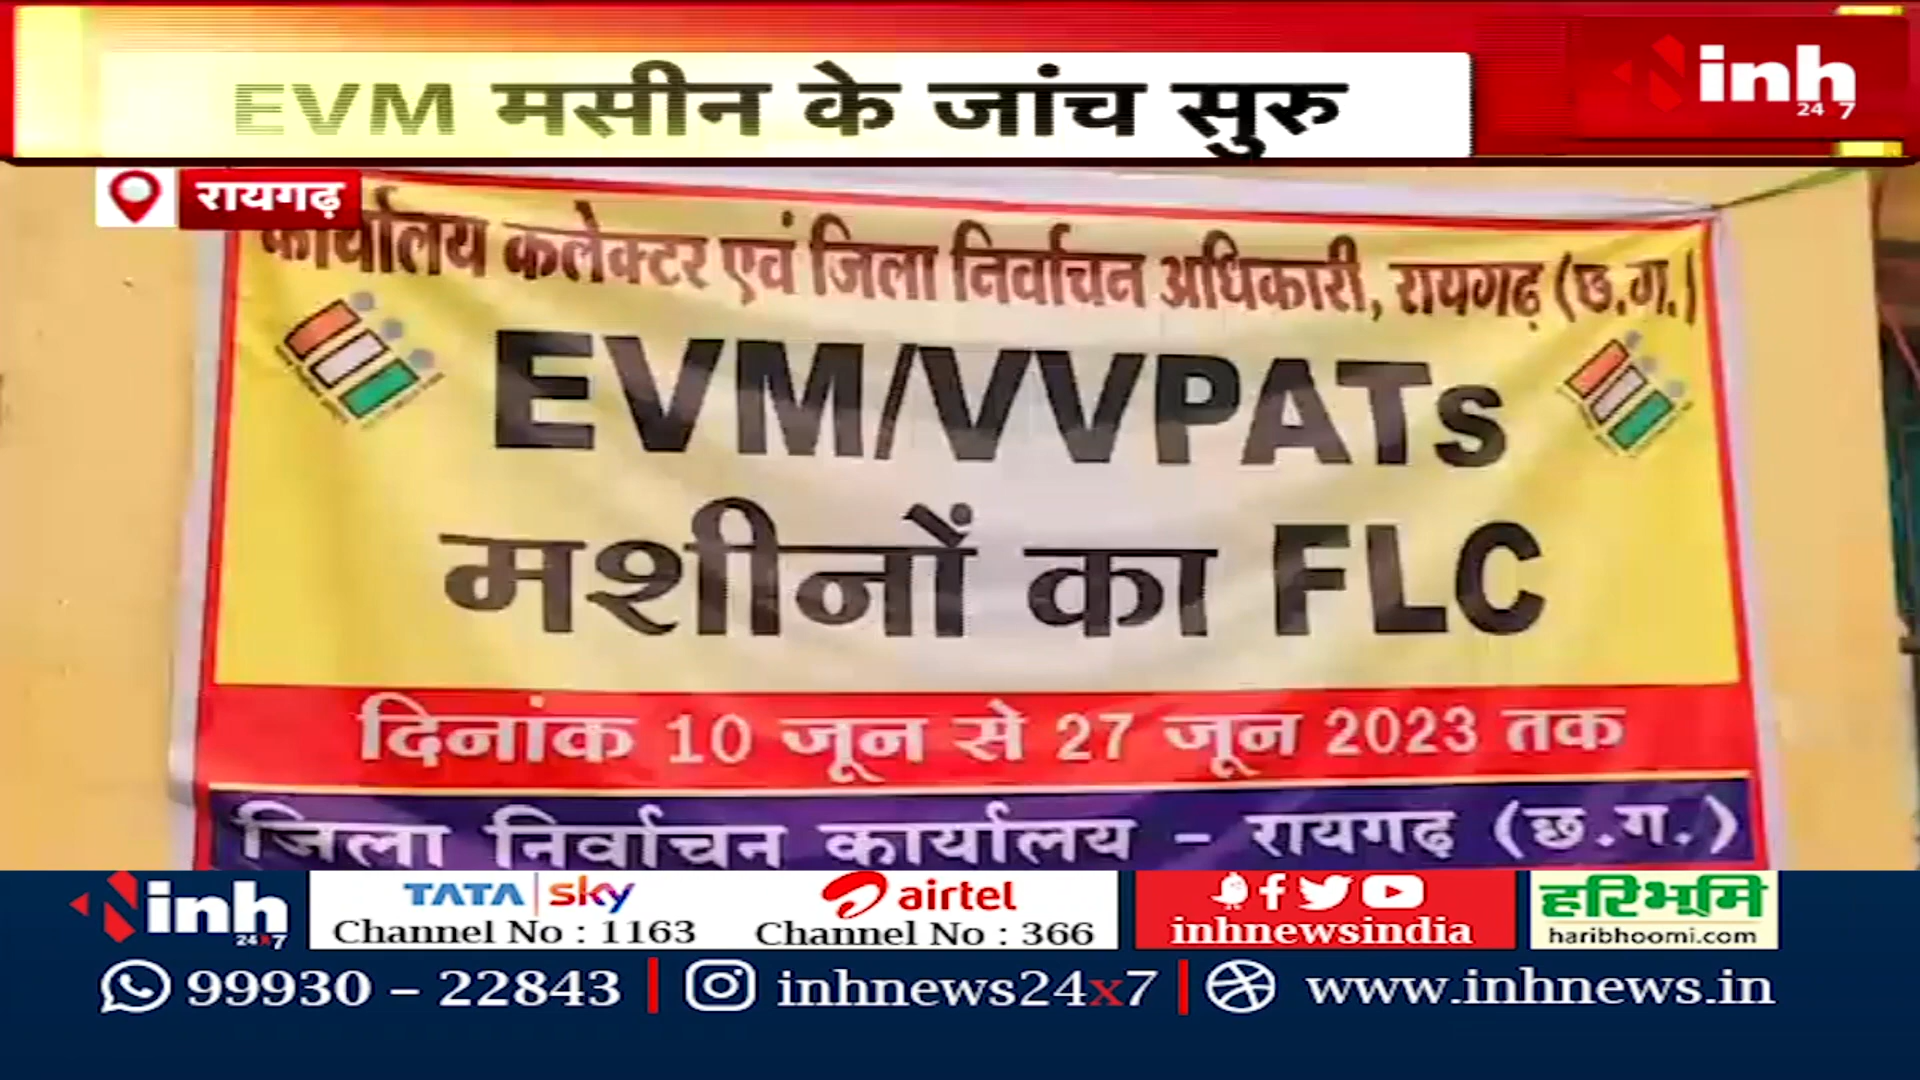 EVM मसीन के जांच सुरु
inh
24 7
रायगढ़
कार्यालय कलेक्टर एवं जिला निर्वाचन अधिकारी, रायगढ़ (छ.ग.)
EVM/VVPATs
मशीनों का FLC
दिनांक 10 जून से 27 जून 2023 तक
जिला निर्वाचन कार्यालय - रायगढ़ (छ.ग.)
inh
24x7
TATA sky
Channel No : 1163
airtel
Channel No : 366
inhnewsindia
हरिभूमि
haribhoomi.com
99930 - 22843
inhnews24x7
www.inhnews.in